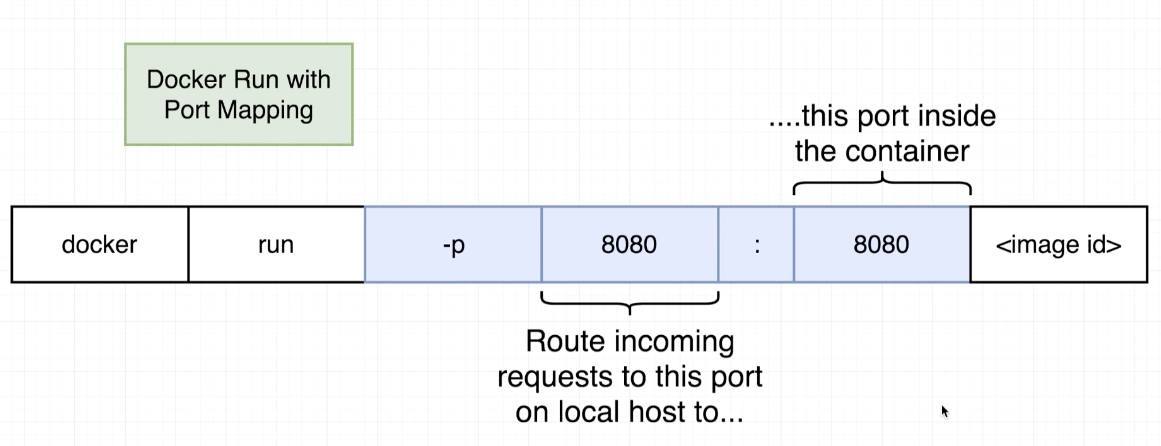 Docker Run with
Port Mapping
....this port inside
the container
docker run -p 8080 : 8080 <image id>
Route incoming
requests to this port
on local host to...